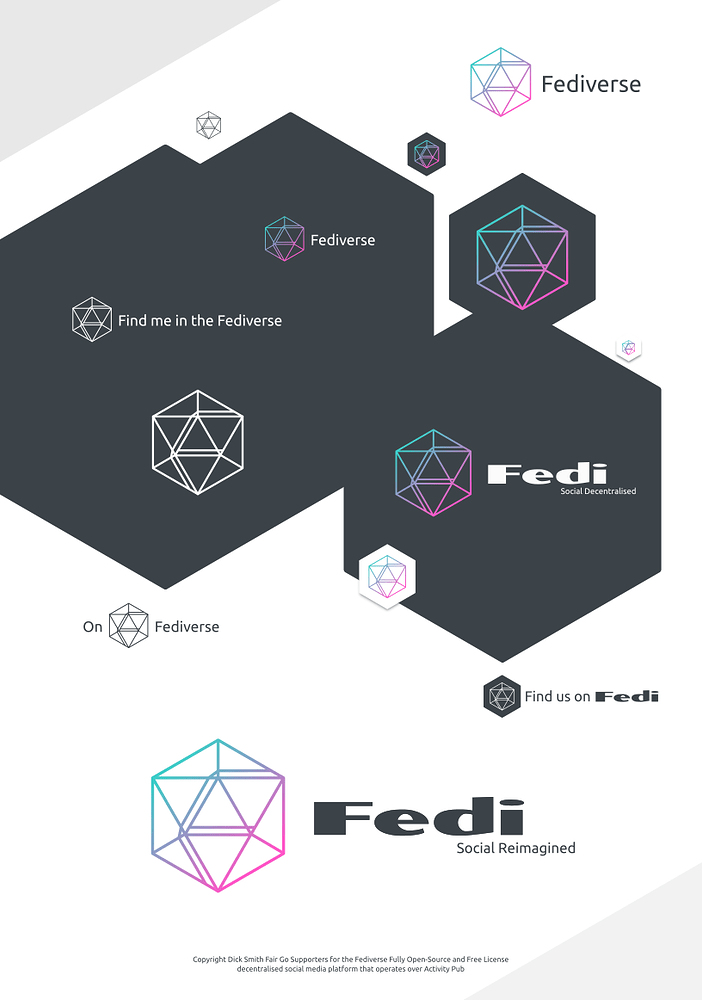 Fediverse
Fediverse
Find me in the Fediverse
Fedi
Social Decentralised
On Fediverse
Find us on Fedi
Fedi
Social Reimagined
Copyright Dick Smith Fair Go Supporters for the Fediverse Fully Open-Source and Free License
decentralised social media platform that operates over Activity Pub